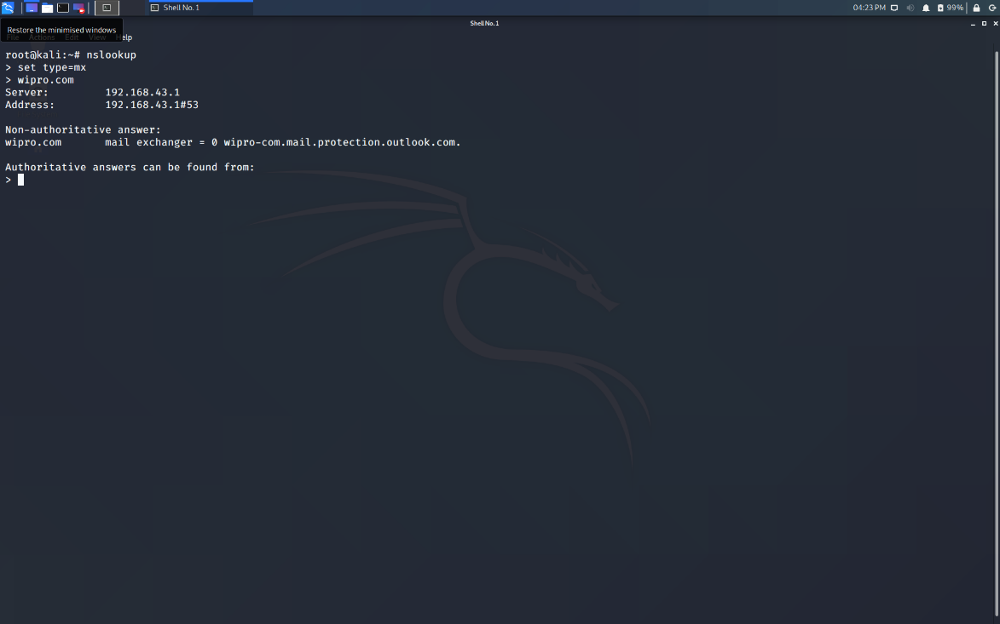 Shell No. 1
04:23 PM
99%
Shell No. 1
Restore the minimised windows
File Actions Edit View Help
root@kali:~# nslookup
> set type=mx
> wipro.com
Server:         192.168.43.1
Address:        192.168.43.1#53
Non-authoritative answer:
wipro.com       mail exchanger = 0 wipro-com.mail.protection.outlook.com.
Authoritative answers can be found from:
>